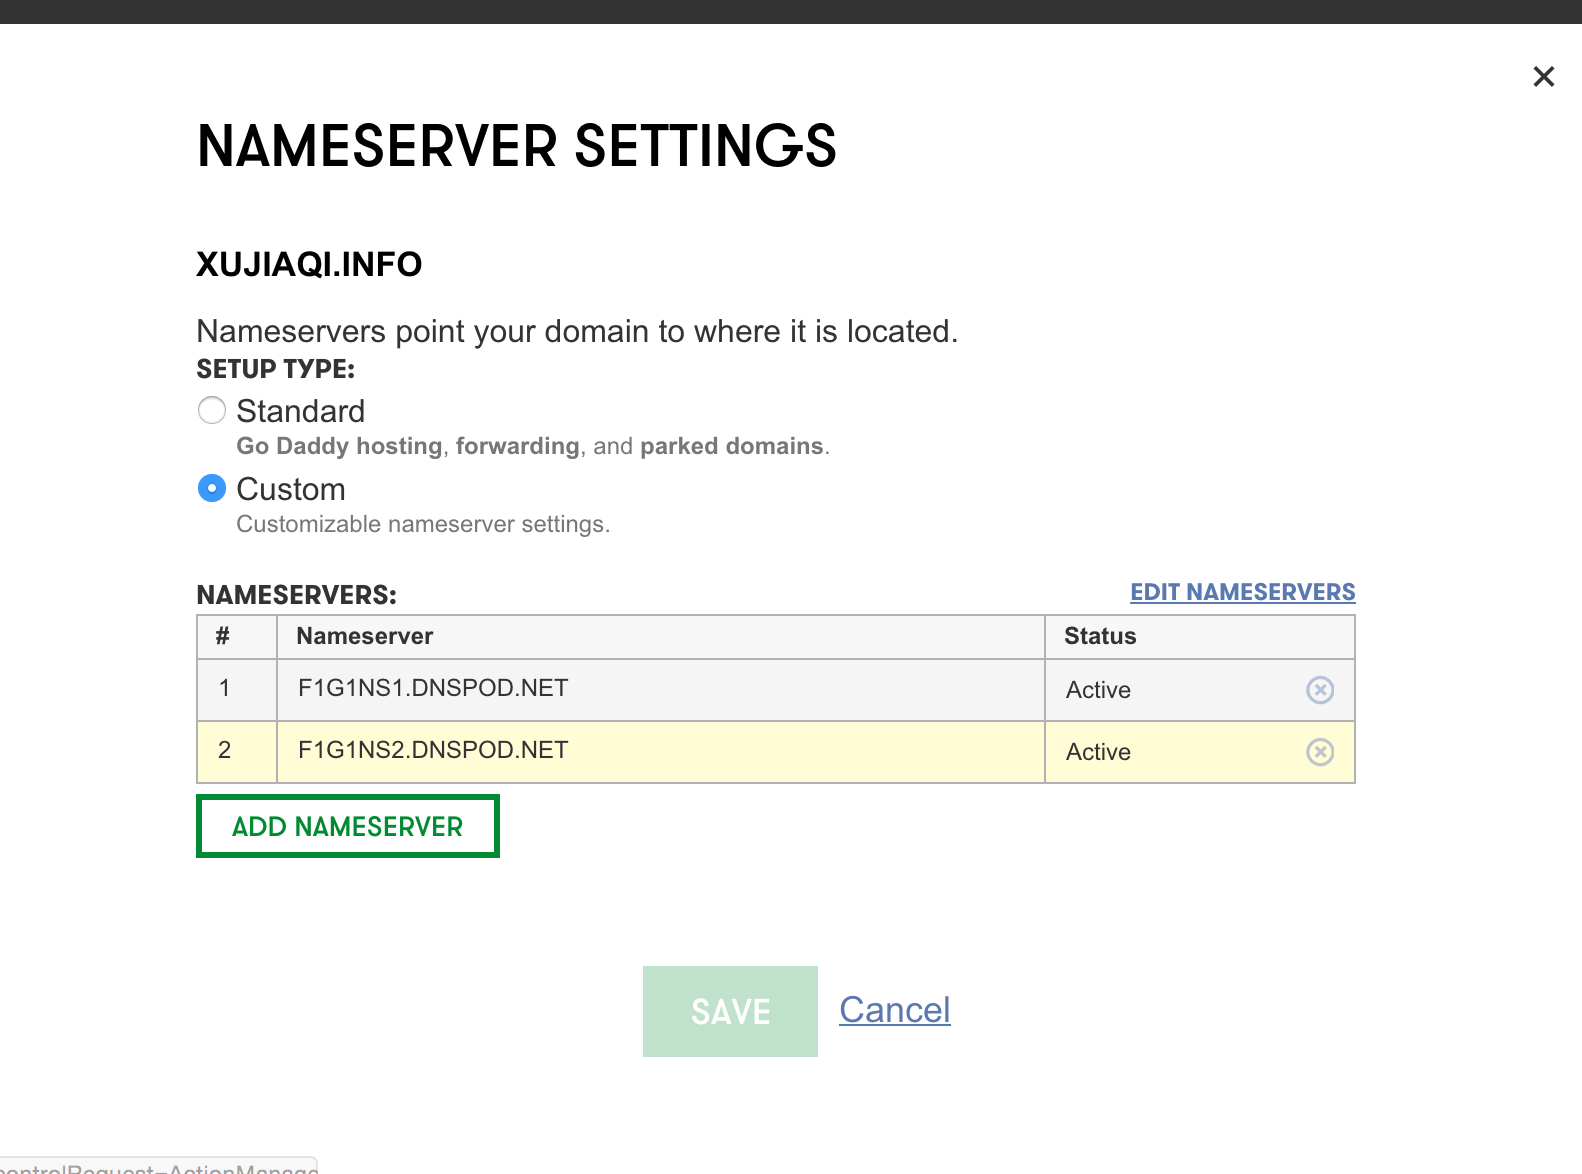 NAMESERVER SETTINGS
XUJIAQI.INFO
Nameservers point your domain to where it is located.
SETUP TYPE:
Standard
Go Daddy hosting, forwarding, and parked domains.
Custom
Customizable nameserver settings.
NAMESERVERS: EDIT NAMESERVERS
# Nameserver Status
1 F1G1NS1.DNSPOD.NET Active
2 F1G1NS2.DNSPOD.NET Active
ADD NAMESERVER
SAVE Cancel